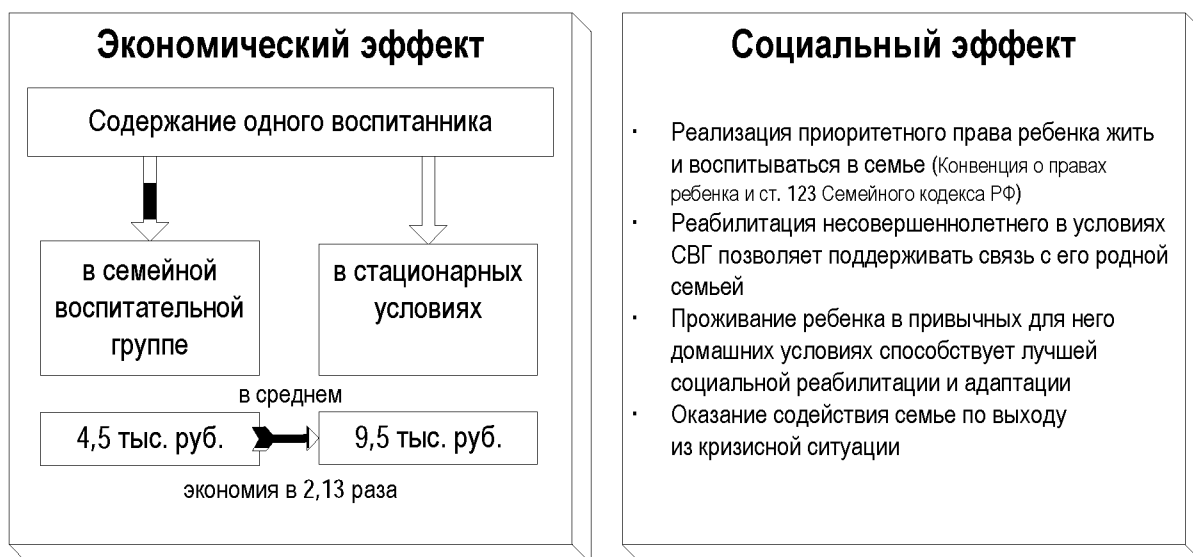 Экономический эффект
Содержание одного воспитанника
в семейной
воспитательной
группе
в стационарных
условиях
в среднем
4,5 тыс. руб.
9,5 тыс. руб.
экономия в 2,13 раза
Социальный эффект
· Реализация приоритетного права ребенка жить
и воспитываться в семье (Конвенция о правах
ребенка и ст. 123 Семейного кодекса РФ)
· Реабилитация несовершеннолетнего в условиях
СВГ позволяет поддерживать связь с его родной
семьей
· Проживание ребенка в привычных для него
домашних условиях способствует лучшей
социальной реабилитации и адаптации
· Оказание содействия семье по выходу
из кризисной ситуации